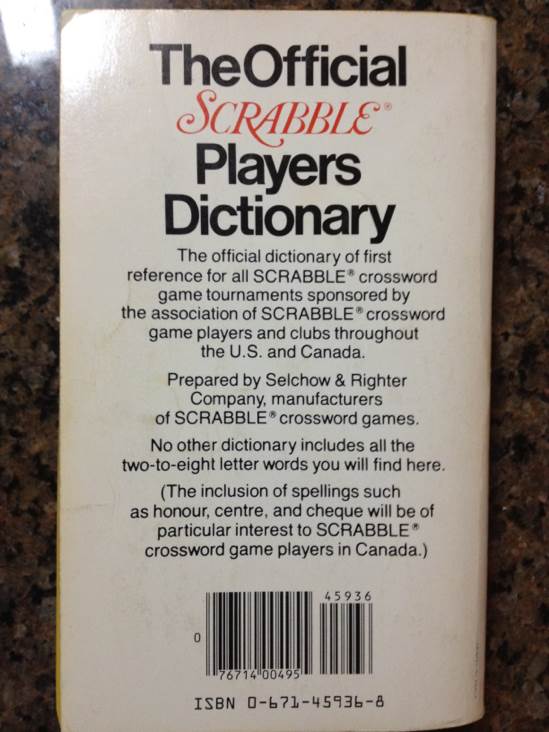 The Official
SCRABBLE®
Players
Dictionary
The official dictionary of first
reference for all SCRABBLE® crossword
game tournaments sponsored by
the association of SCRABBLE® crossword
game players and clubs throughout
the U.S. and Canada.
Prepared by Selchow & Righter
Company, manufacturers
of SCRABBLE® crossword games.
No other dictionary includes all the
two-to-eight letter words you will find here.
(The inclusion of spellings such
as honour, centre, and cheque will be of
particular interest to SCRABBLE®
crossword game players in Canada.)
45936
0
76714 00495
ISBN 0-671-45936-8